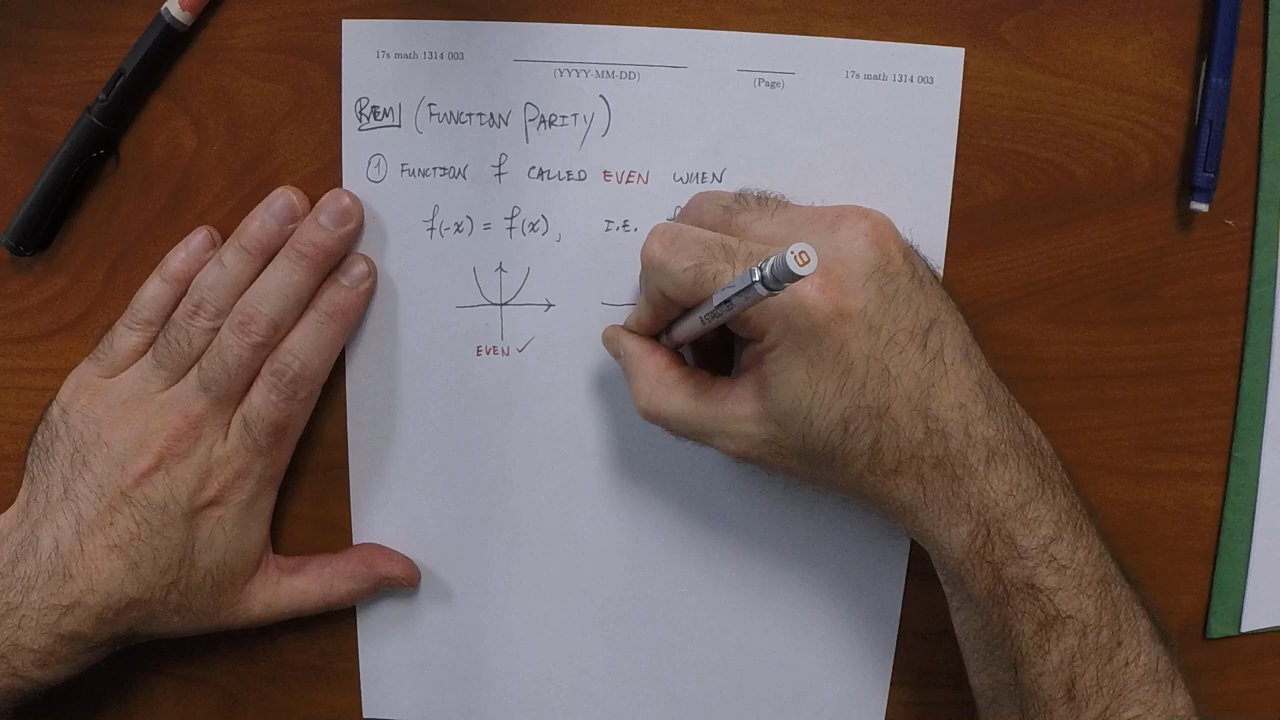 17s math 1314 003
(YYYY-MM-DD)
(Page)
17s math 1314 003
REM (FUNCTION PARITY)
① FUNCTION f CALLED EVEN WHEN
f(-x) = f(x), I.E.
EVEN ✓